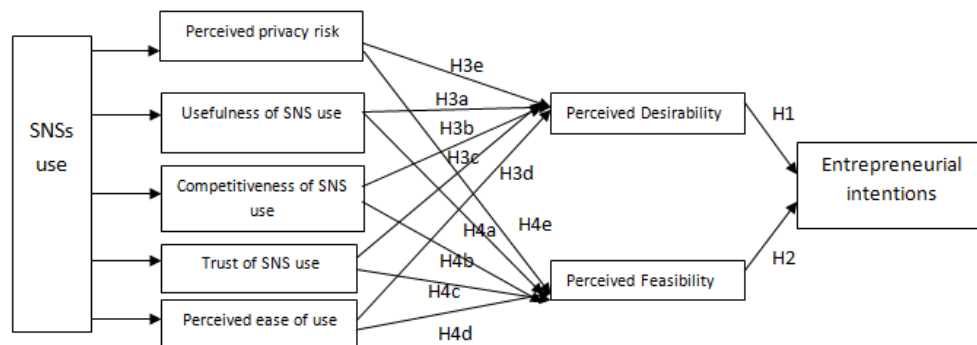 SNSs
use
Perceived privacy risk
Usefulness of SNS use
Competitiveness of SNS
use
Trust of SNS use
Perceived ease of use
H3e
H3a
H3b
H3c
H3d
H4a
H4e
H4b
H4c
H4d
Perceived Desirability
Perceived Feasibility
H1
H2
Entrepreneurial
intentions